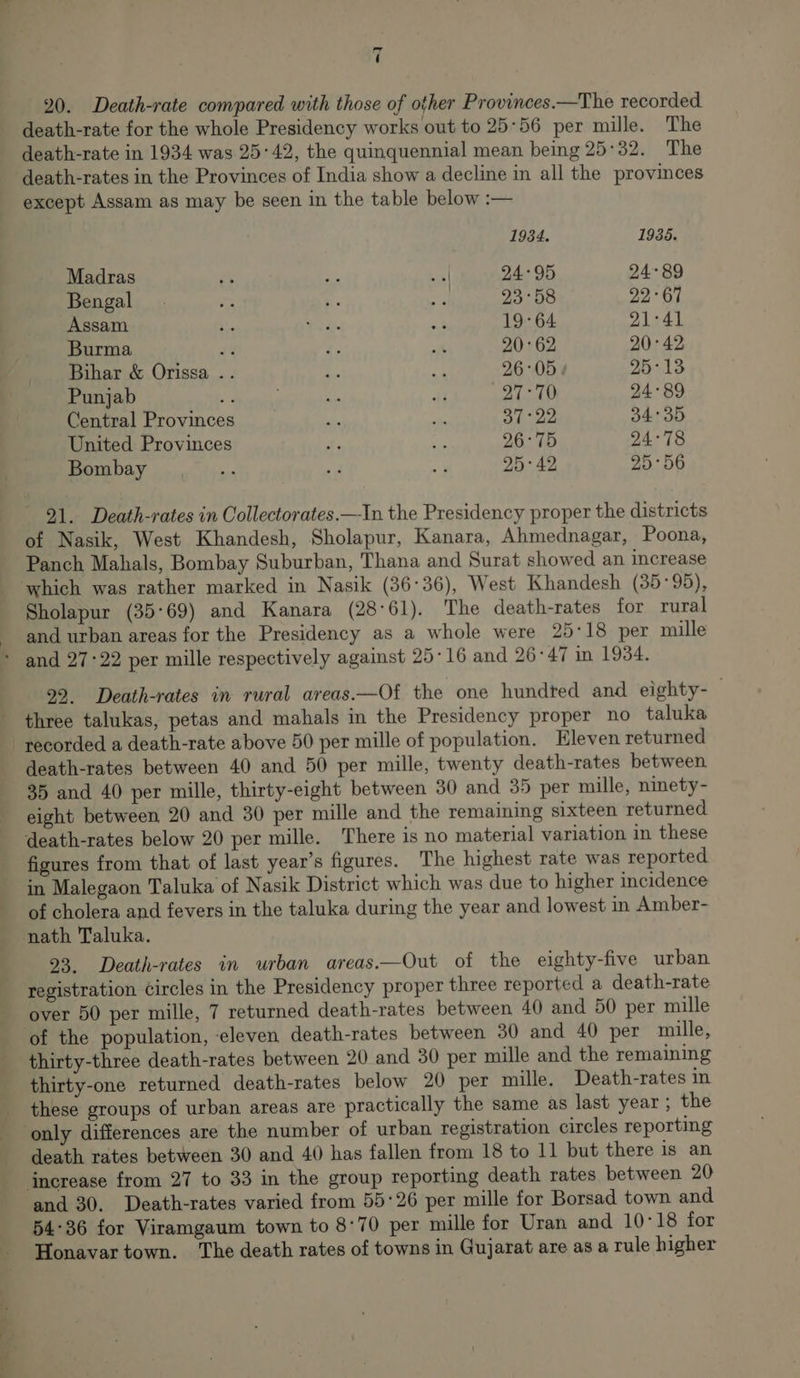 7
20. Death-rate compared with those of other Provinces.—The recorded
death-rate for the whole Presidency works out to 25·56 per mille. The
death-rate in 1934 was 25·42, the quinquennial mean being 25·32. The
death-rates in the Provinces of India show a decline in all the provinces
except Assam as may be seen in the table below :—
1934. 1935.
Madras .. .. .. 24·95 24·89
Bengal .. .. .. 23·58 22·67
Assam .. .. .. 19·64 21·41
Burma .. .. .. 20·62 20·42
Bihar & Orissa .. .. .. 26·05 25·13
Punjab .. .. .. 27·70 24·89
Central Provinces .. .. 37·22 34·35
United Provinces .. .. 26·75 24·78
Bombay .. .. .. 25·42 25·56
21. Death-rates in Collectorates.—In the Presidency proper the districts
of Nasik, West Khandesh, Sholapur, Kanara, Ahmednagar, Poona,
Panch Mahals, Bombay Suburban, Thana and Surat showed an increase
which was rather marked in Nasik (36·36), West Khandesh (35·95),
Sholapur (35·69) and Kanara (28·61). The death-rates for rural
and urban areas for the Presidency as a whole were 25·18 per mille
and 27·22 per mille respectively against 25·16 and 26·47 in 1934.
22. Death-rates in rural areas.—Of the one hundred and eighty-
three talukas, petas and mahals in the Presidency proper no taluka
recorded a death-rate above 50 per mille of population. Eleven returned
death-rates between 40 and 50 per mille, twenty death-rates between
35 and 40 per mille, thirty-eight between 30 and 35 per mille, ninety-
eight between 20 and 30 per mille and the remaining sixteen returned
death-rates below 20 per mille. There is no material variation in these
figures from that of last year's figures. The highest rate was reported
in Malegaon Taluka of Nasik District which was due to higher incidence
of cholera and fevers in the taluka during the year and lowest in Amber-
nath Taluka.
23. Death-rates in urban areas.—Out of the eighty-five urban
registration circles in the Presidency proper three reported a death-rate
over 50 per mille, 7 returned death-rates between 40 and 50 per mille
of the population, eleven death-rates between 30 and 40 per mille,
thirty-three death-rates between 20 and 30 per mille and the remaining
thirty-one returned death-rates below 20 per mille. Death-rates in
these groups of urban areas are practically the same as last year ; the
only differences are the number of urban registration circles reporting
death rates between 30 and 40 has fallen from 18 to 11 but there is an
increase from 27 to 33 in the group reporting death rates between 20
and 30. Death-rates varied from 55·26 per mille for Borsad town and
54·36 for Viramgaum town to 8·70 per mille for Uran and 10·18 for
Honavar town. The death rates of towns in Gujarat are as a rule higher